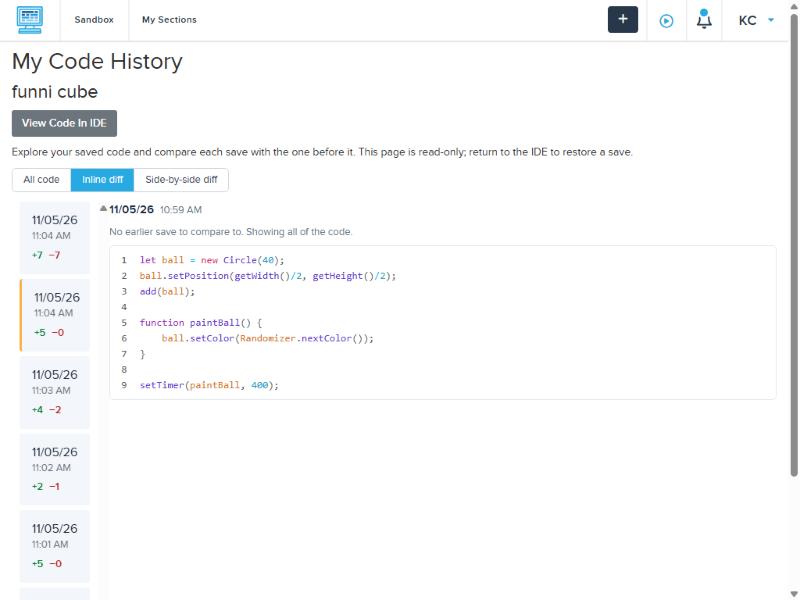 Sandbox
My Sections
+
KC
My Code History
funni cube
View Code In IDE
Explore your saved code and compare each save with the one before it. This page is read-only; return to the IDE to restore a save.
All code
Inline diff
Side-by-side diff
11/05/26
11:04 AM
+7 −7
11/05/26
11:04 AM
+5 −0
11/05/26
11:03 AM
+4 −2
11/05/26
11:02 AM
+2 −1
11/05/26
11:01 AM
+5 −0
11/05/26 10:59 AM
No earlier save to compare to. Showing all of the code.
1 let ball = new Circle(40);
2 ball.setPosition(getWidth()/2, getHeight()/2);
3 add(ball);
4
5 function paintBall() {
6     ball.setColor(Randomizer.nextColor());
7 }
8
9 setTimer(paintBall, 400);